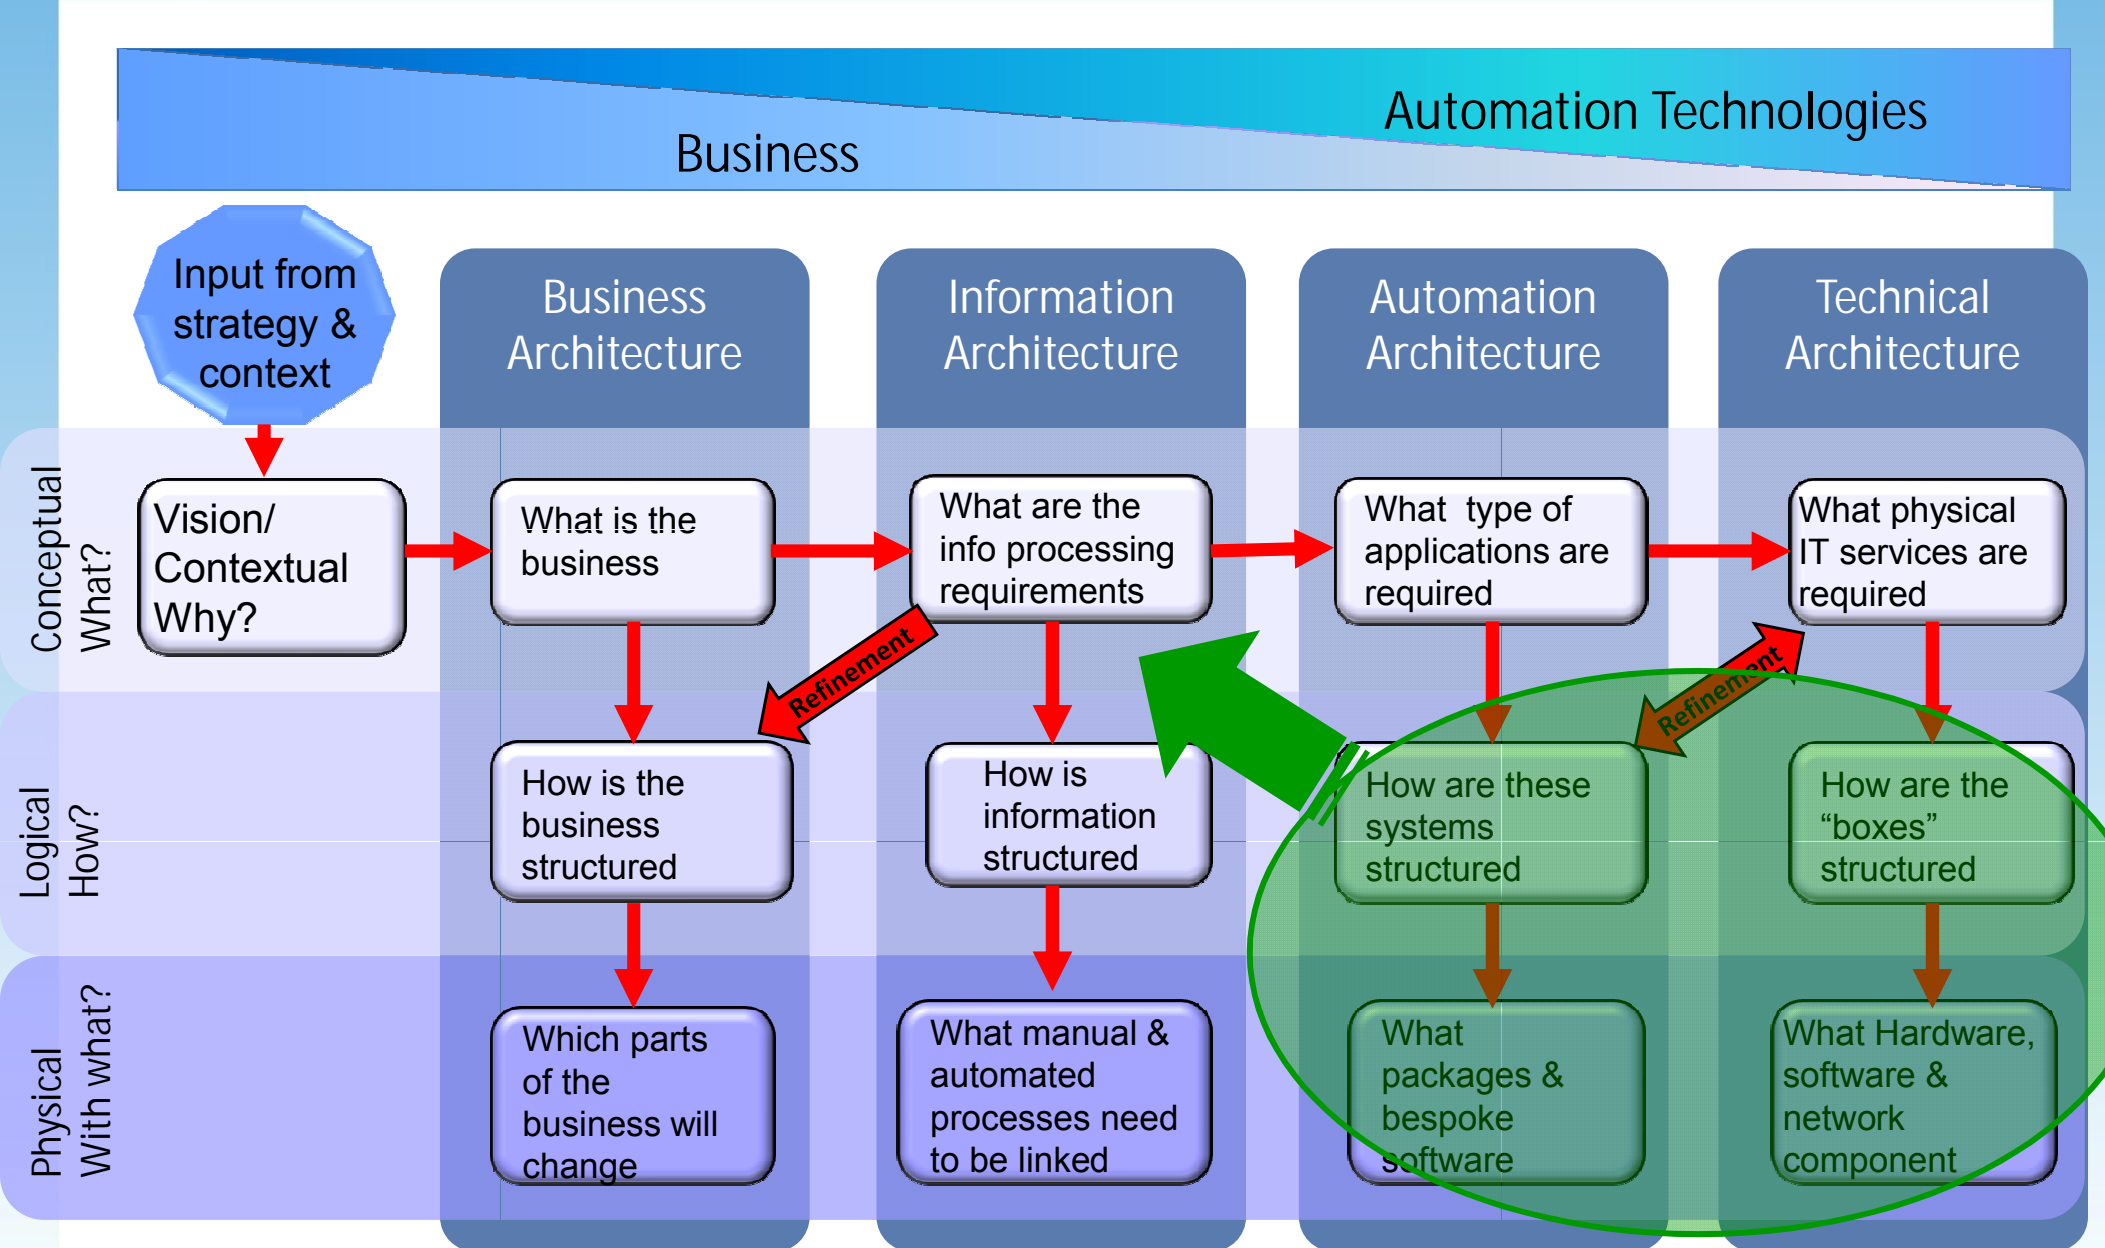 Automation Technologies
Business
Input from
strategy &
context
Business
Architecture
Information
Architecture
Automation
Architecture
Technical
Architecture
Conceptual
What?
Vision/
Contextual
Why?
What is the
business
What are the
info processing
requirements
What type of
applications are
required
What physical
IT services are
required
Refinement
Refinement
Logical
How?
How is the
business
structured
How is
information
structured
How are these
systems
structured
How are the
“boxes”
structured
Physical
With what?
Which parts
of the
business will
change
What manual &
automated
processes need
to be linked
What
packages &
bespoke
software
What Hardware,
software &
network
component